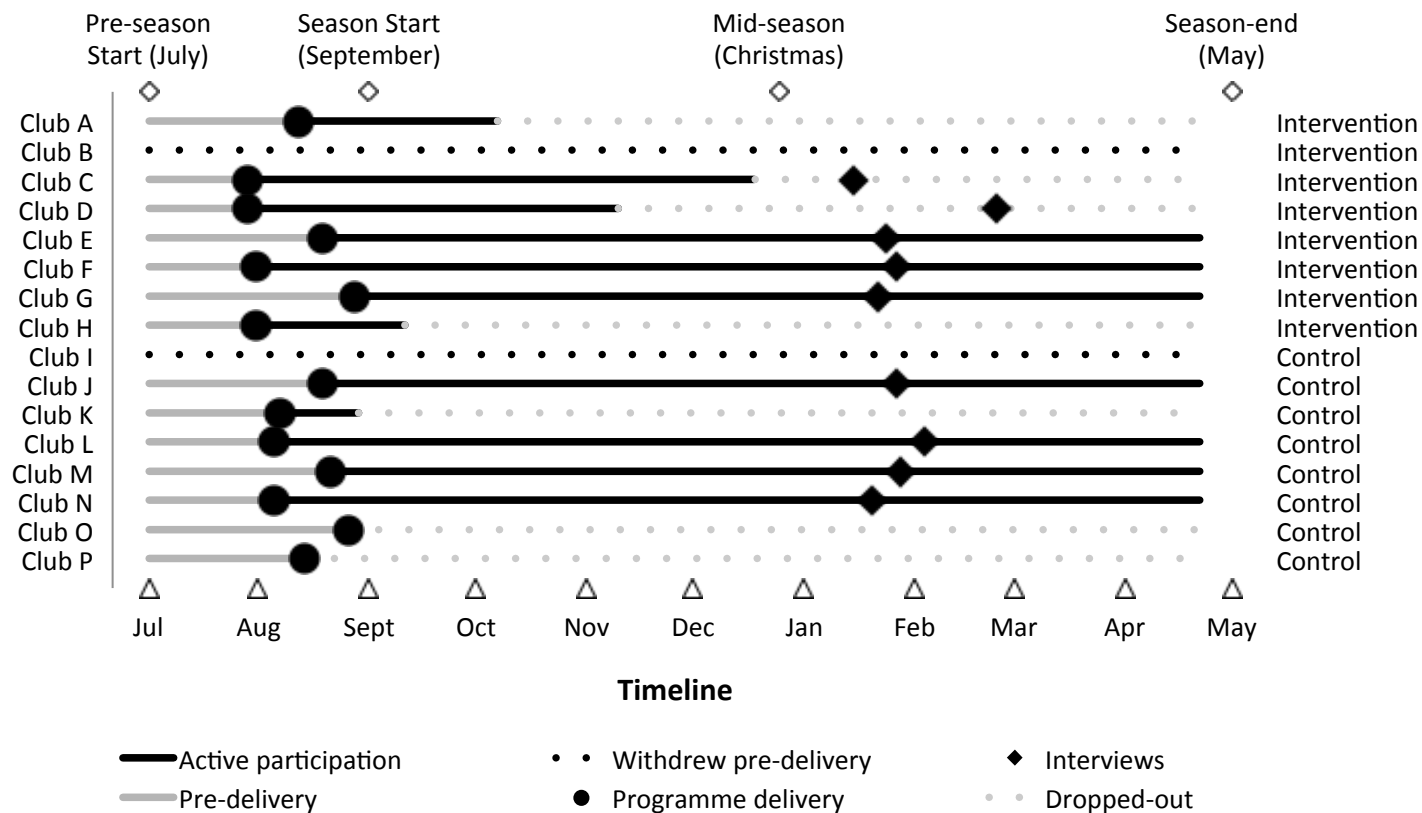 Pre-season Start (July)
Season Start (September)
Mid-season (Christmas)
Season-end (May)
Club A Intervention
Club B Intervention
Club C Intervention
Club D Intervention
Club E Intervention
Club F Intervention
Club G Intervention
Club H Intervention
Club I Control
Club J Control
Club K Control
Club L Control
Club M Control
Club N Control
Club O Control
Club P Control
Jul Aug Sept Oct Nov Dec Jan Feb Mar Apr May
Timeline
Active participation Withdrew pre-delivery Interviews
Pre-delivery Programme delivery Dropped-out